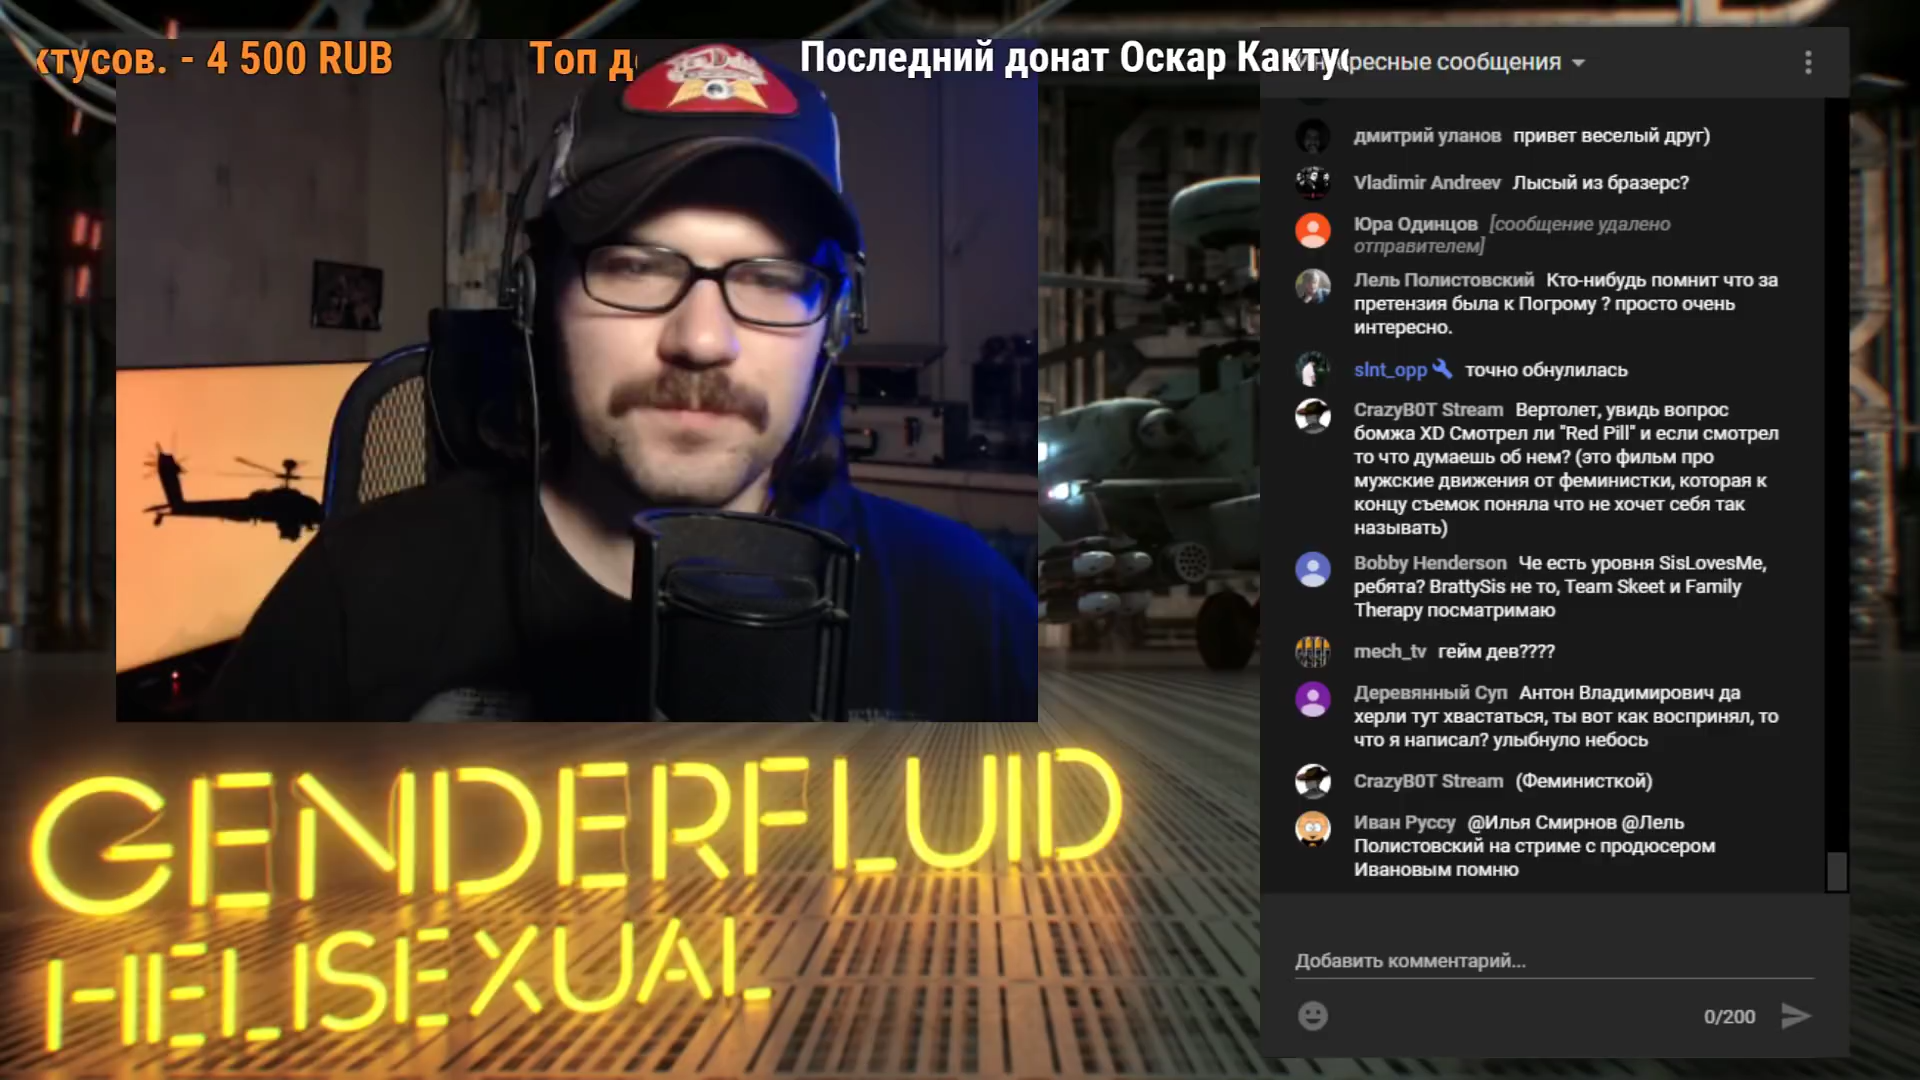 ктусов. - 4 500 RUB
Топ д
Последний донат Оскар Кактус
ресные сообщения
дмитрий уланов привет веселый друг)
Vladimir Andreev Лысый из бразерс?
Юра Одинцов [сообщение удалено
отправителем]
Лель Полистовский Кто-нибудь помнит что за
претензия была к Погрому ? просто очень
интересно.
slnt_opp точно обнулилась
CrazyB0T Stream Вертолет, увидь вопрос
бомжа XD Смотрел ли "Red Pill" и если смотрел
то что думаешь об нем? (это фильм про
мужские движения от феминистки, которая к
концу съемок поняла что не хочет себя так
называть)
Bobby Henderson Че есть уровня SisLovesMe,
ребята? BrattySis не то, Team Skeet и Family
Therapy посматримаю
mech_tv гейм дев????
Деревянный Суп Антон Владимирович да
херли тут хвастаться, ты вот как воспринял, то
что я написал? улыбнуло небось
CrazyB0T Stream (Феминисткой)
Иван Руссу @Илья Смирнов @Лель
Полистовский на стриме с продюсером
Ивановым помню
Добавить комментарий...
0/200
GENDERFLUID
HELISEXUAL